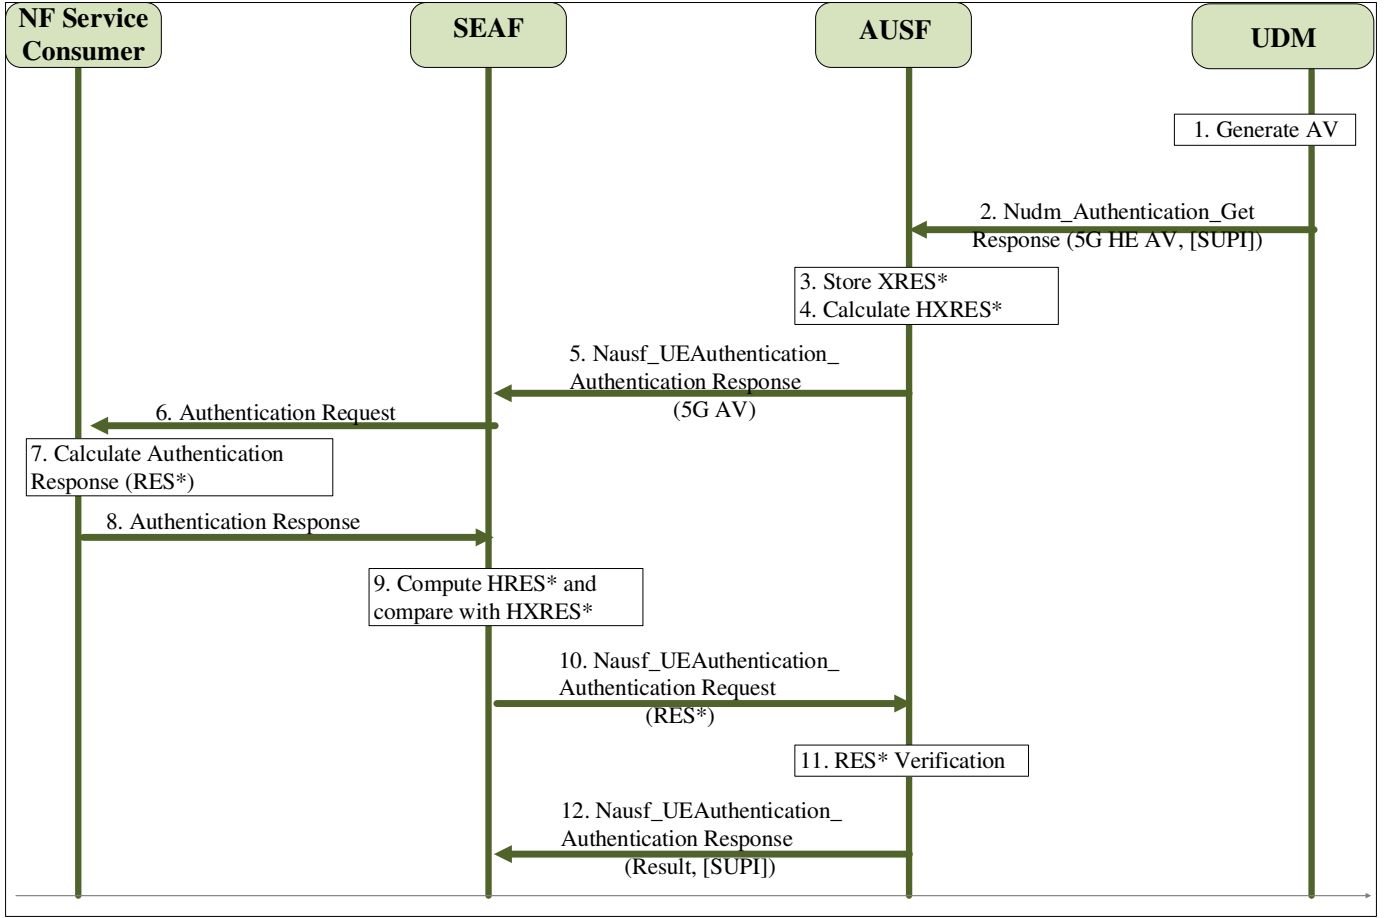 NF Service
Consumer
SEAF
AUSF
UDM
1. Generate AV
2. Nudm_Authentication_Get
Response (5G HE AV, [SUPI])
3. Store XRES*
4. Calculate HXRES*
5. Nausf_UEAuthentication_
Authentication Response
(5G AV)
6. Authentication Request
7. Calculate Authentication
Response (RES*)
8. Authentication Response
9. Compute HRES* and
compare with HXRES*
10. Nausf_UEAuthentication_
Authentication Request
(RES*)
11. RES* Verification
12. Nausf_UEAuthentication_
Authentication Response
(Result, [SUPI])